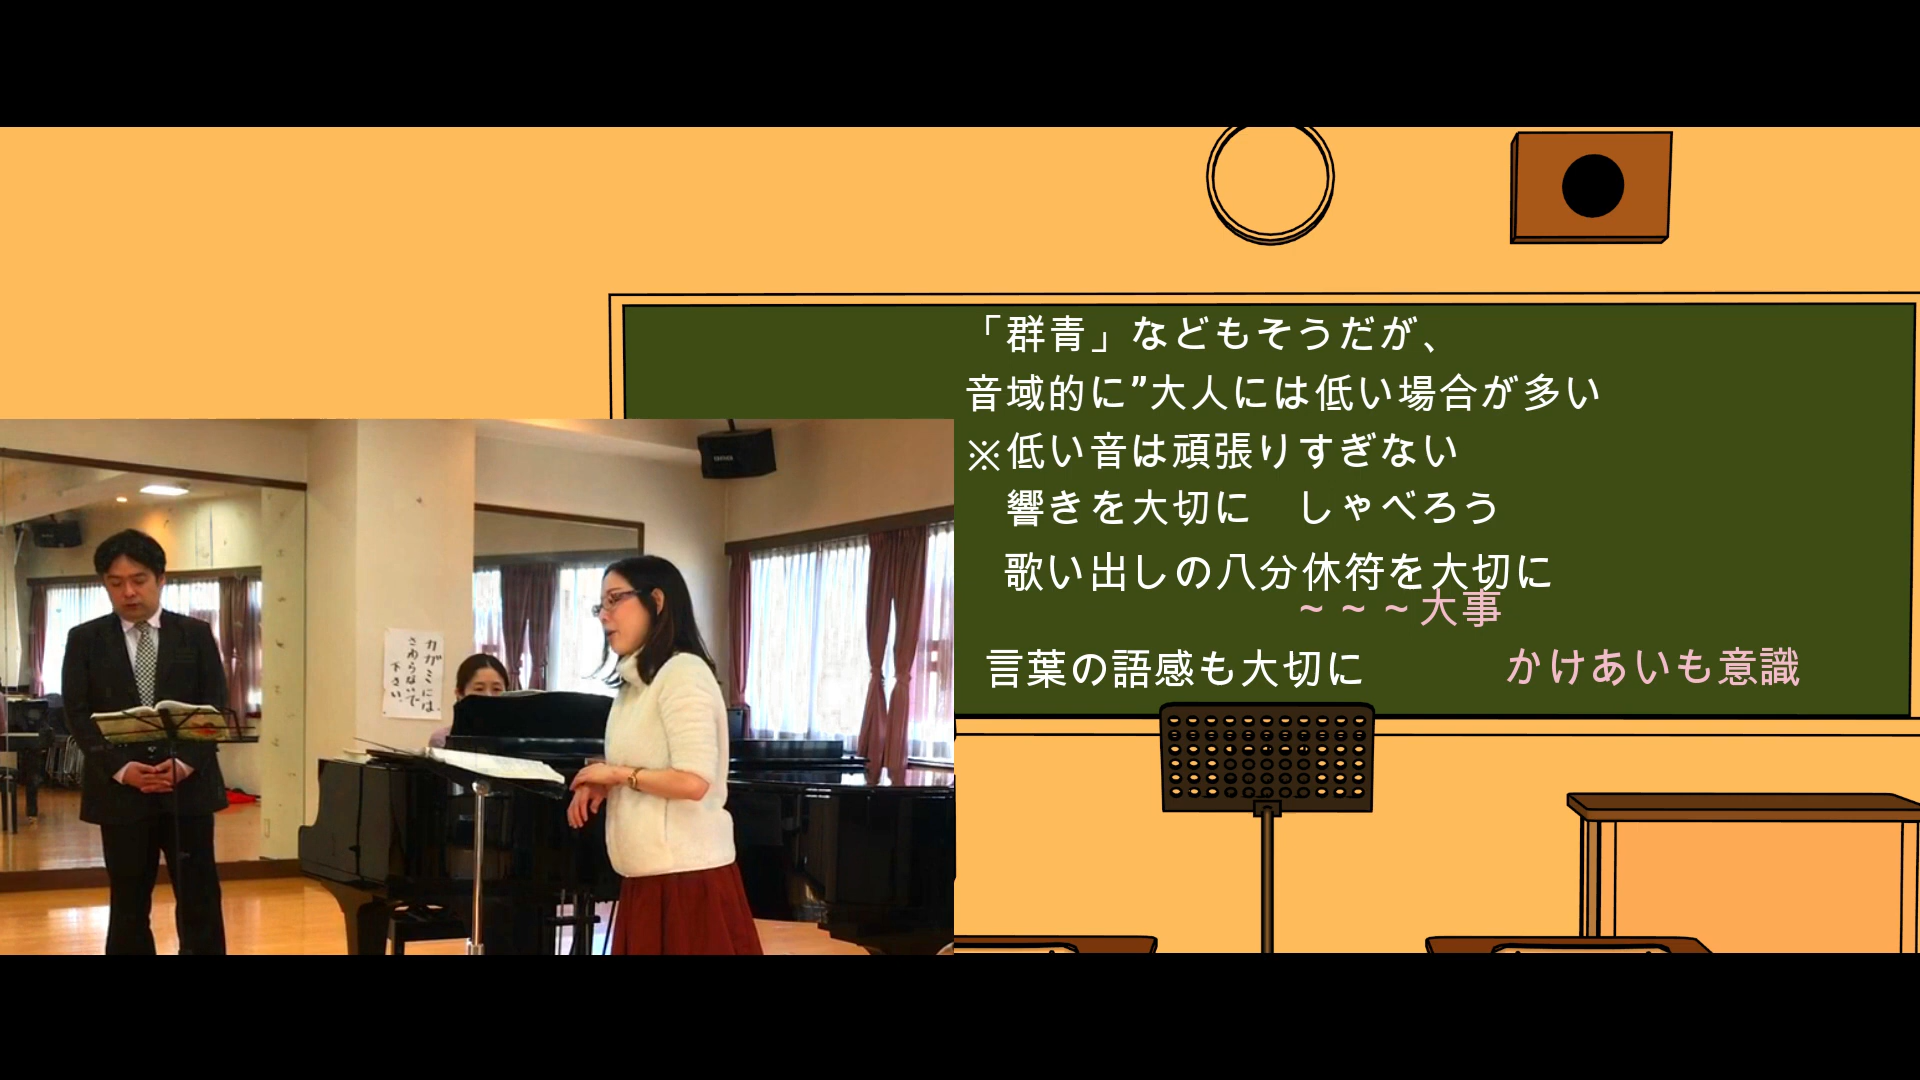 「群青」などもそうだが、
音域的に”大人には低い場合が多い
※低い音は頑張りすぎない
響きを大切に　しゃべろう
歌い出しの八分休符を大切に
～～～大事
言葉の語感も大切に　かけあいも意識
カガミには、
さわらないで
下さい。